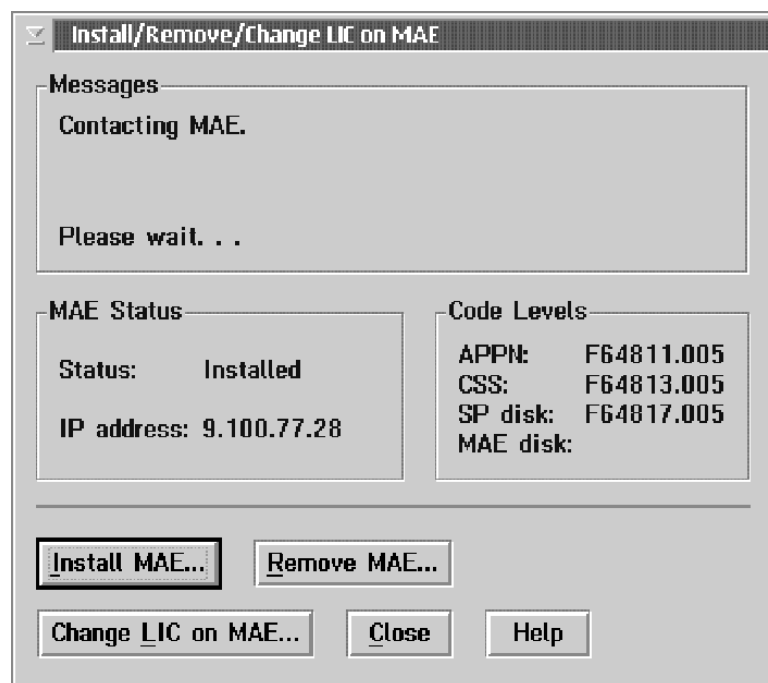 Install/Remove/Change LIC on MAE
Messages
Contacting MAE.
Please wait. . .
MAE Status
Status: Installed
IP address: 9.100.77.28
Code Levels
APPN: F64811.005
CSS: F64813.005
SP disk: F64817.005
MAE disk:
Install MAE...
Remove MAE...
Change LIC on MAE...
Close
Help